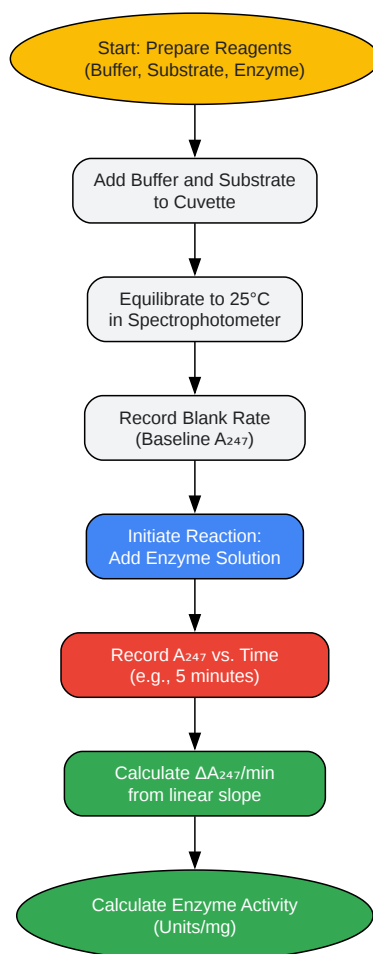 Start: Prepare Reagents
(Buffer, Substrate, Enzyme)
Add Buffer and Substrate
to Cuvette
Equilibrate to 25°C
in Spectrophotometer
Record Blank Rate
(Baseline A₂₄₇)
Initiate Reaction:
Add Enzyme Solution
Record A₂₄₇ vs. Time
(e.g., 5 minutes)
Calculate ΔA₂₄₇/min
from linear slope
Calculate Enzyme Activity
(Units/mg)